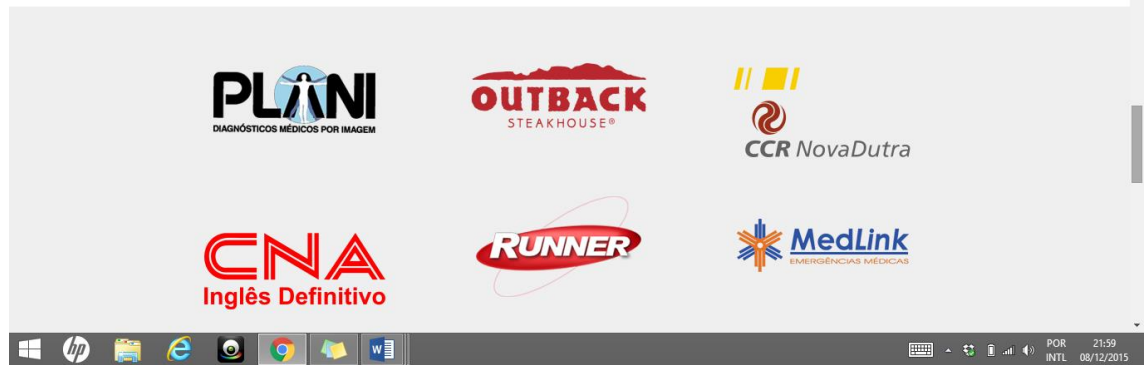 PLANI
DIAGNÓSTICOS MÉDICOS POR IMAGEM
OUTBACK
STEAKHOUSE®
CCR NovaDutra
CNA
Inglês Definitivo
RUNNER
MedLink
EMERGÊNCIAS MÉDICAS
hp
W
POR
INTL
21:59
08/12/2015